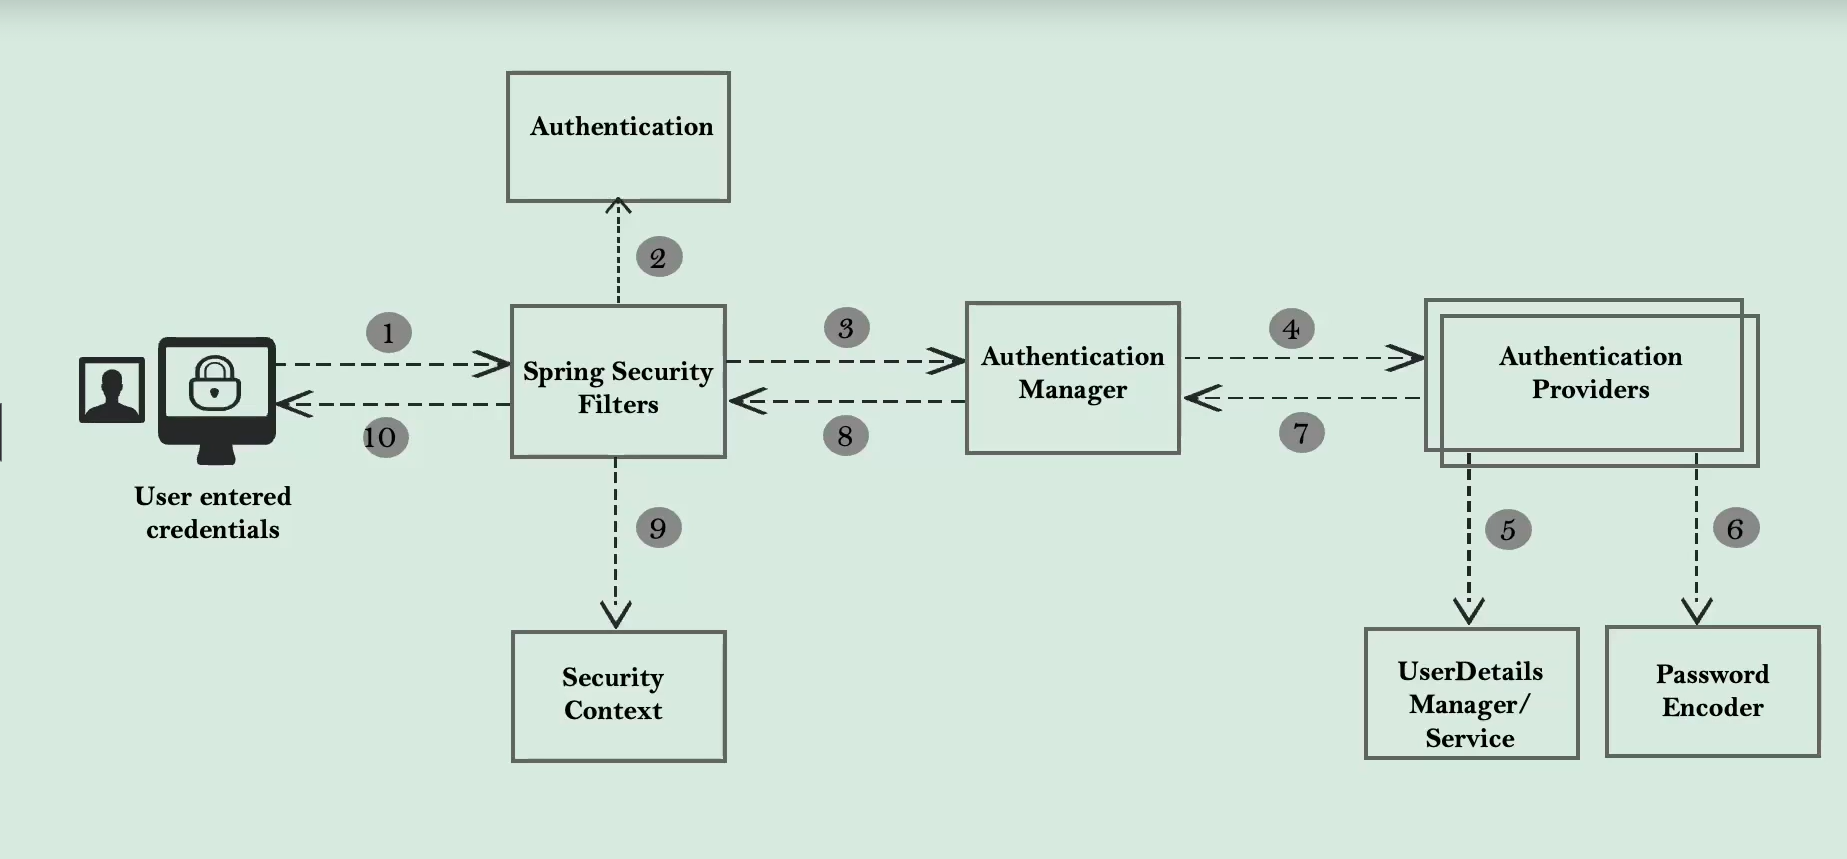 Authentication
2
1
3
4
Spring Security
Filters
Authentication
Manager
Authentication
Providers
10
8
7
User entered
credentials
9
5
6
Security
Context
UserDetails
Manager/
Service
Password
Encoder